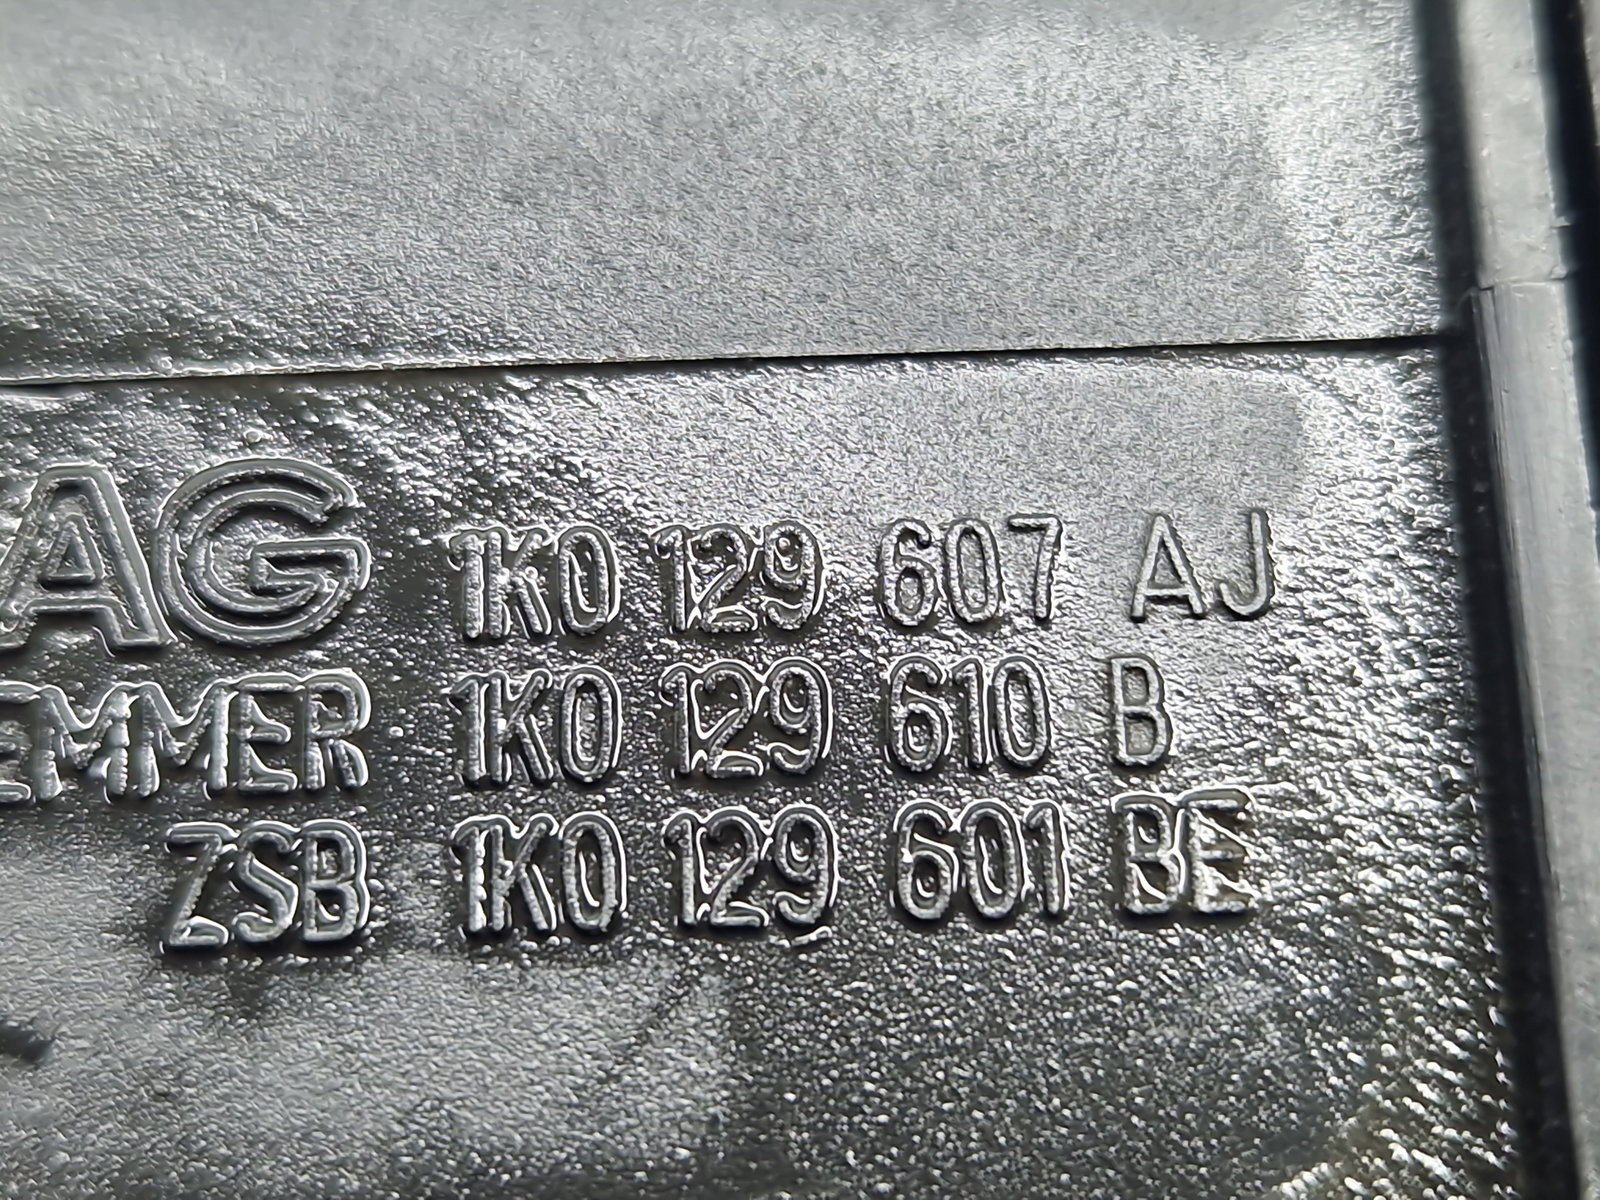 AG 1K0 129 607 AJ
EMMER 1K0 129 610 B
ZSB 1K0 129 601 BE